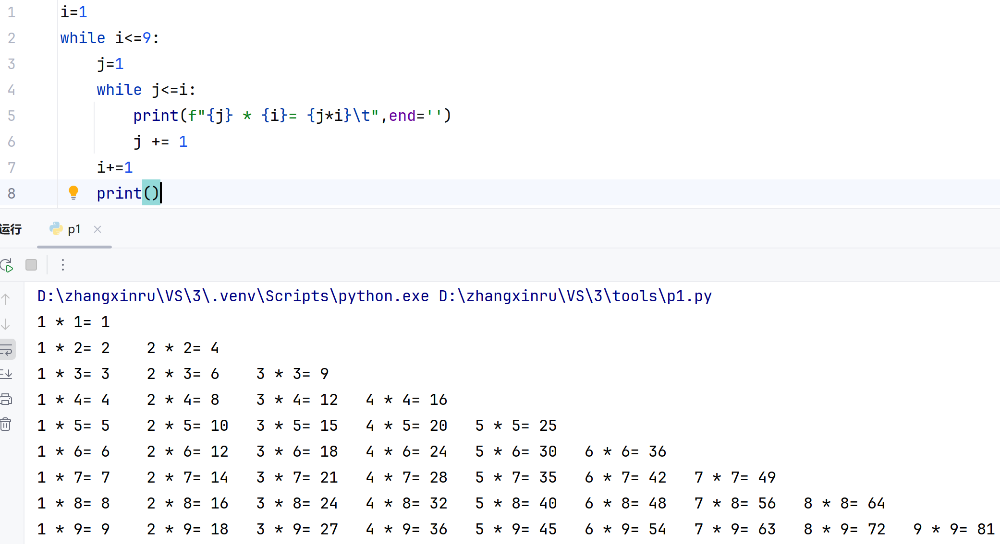 1 i=1
2 while i<=9:
3     j=1
4     while j<=i:
5         print(f"{j} * {i}= {j*i}\t",end='')
6         j += 1
7     i+=1
8     print()
运行 p1
D:\zhangxinru\VS\3\.venv\Scripts\python.exe D:\zhangxinru\VS\3\tools\p1.py
1 * 1= 1
1 * 2= 2    2 * 2= 4
1 * 3= 3    2 * 3= 6    3 * 3= 9
1 * 4= 4    2 * 4= 8    3 * 4= 12   4 * 4= 16
1 * 5= 5    2 * 5= 10   3 * 5= 15   4 * 5= 20   5 * 5= 25
1 * 6= 6    2 * 6= 12   3 * 6= 18   4 * 6= 24   5 * 6= 30   6 * 6= 36
1 * 7= 7    2 * 7= 14   3 * 7= 21   4 * 7= 28   5 * 7= 35   6 * 7= 42   7 * 7= 49
1 * 8= 8    2 * 8= 16   3 * 8= 24   4 * 8= 32   5 * 8= 40   6 * 8= 48   7 * 8= 56   8 * 8= 64
1 * 9= 9    2 * 9= 18   3 * 9= 27   4 * 9= 36   5 * 9= 45   6 * 9= 54   7 * 9= 63   8 * 9= 72   9 * 9= 81